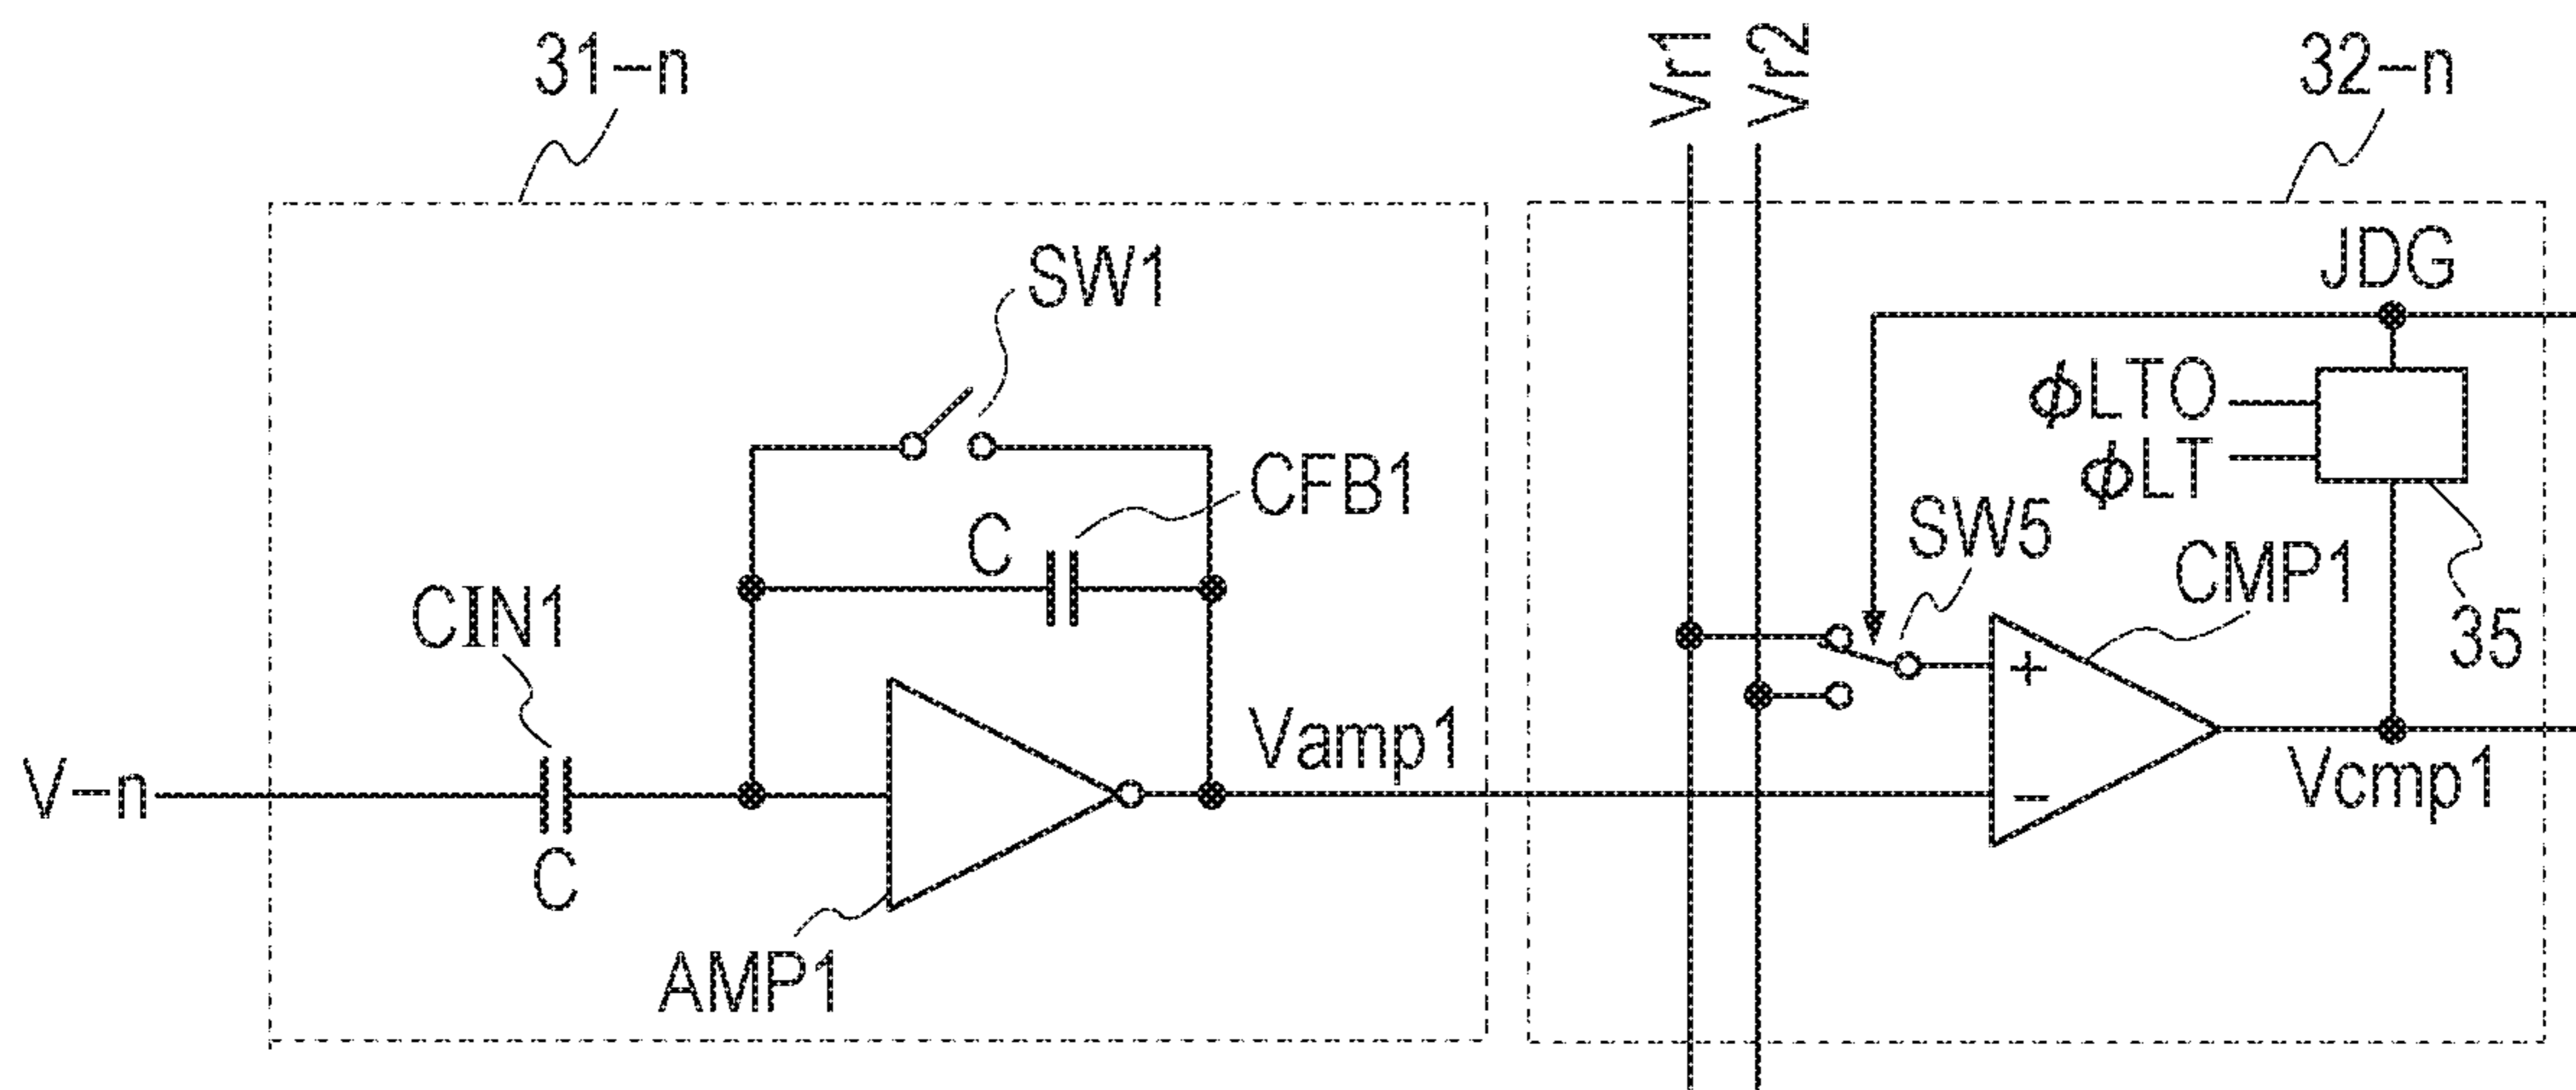 31-n
Vr1
Vr2
32-n
JDG
SW1
ϕLTO
ϕLT
CFB1
C
SW5
CMP1
35
CIN1
+
Vamp1
V-n
−
Vcmp1
C
AMP1